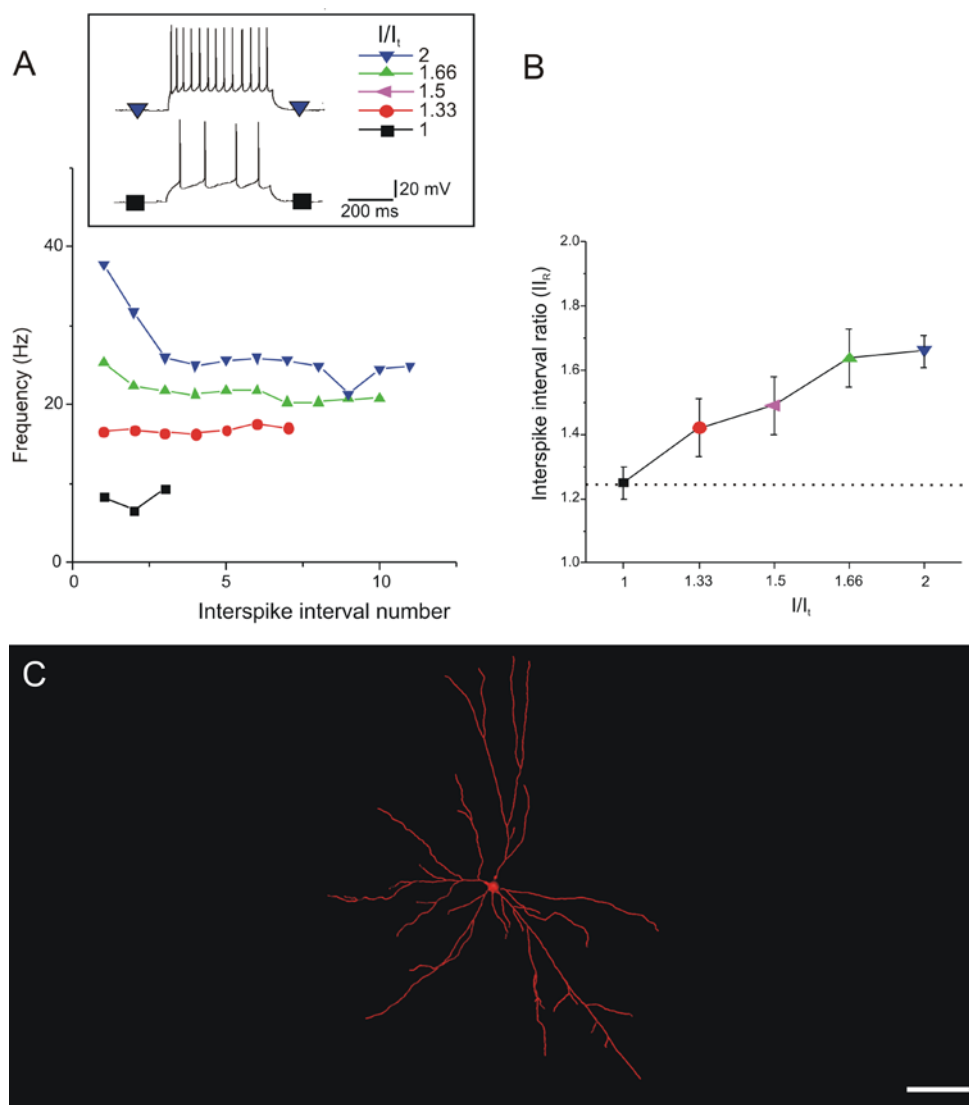 A
I/It
2
1.66
1.5
1.33
1
20 mV
200 ms
40
20
0
Frequency (Hz)
0
5
10
Interspike interval number
B
2.0
1.8
1.6
1.4
1.2
1.0
Interspike interval ratio (IIR)
1
1.33
1.5
1.66
2
I/It
C